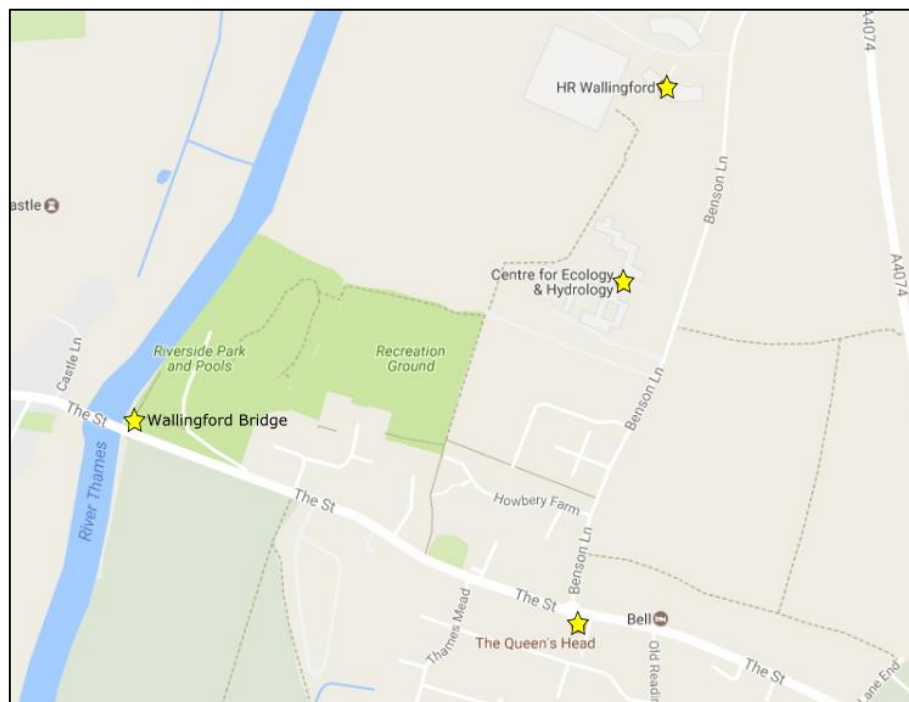 A4074
HR Wallingford
Benson Ln
astle
Centre for Ecology
& Hydrology
A4074
Castle Ln
Riverside Park
and Pools
Recreation
Ground
Benson Ln
The St
Wallingford Bridge
River Thames
The St
Howbery Farm
Benson Ln
The St
Thames Mead
Bell
The Queen's Head
Old Readin
The St
Lane End